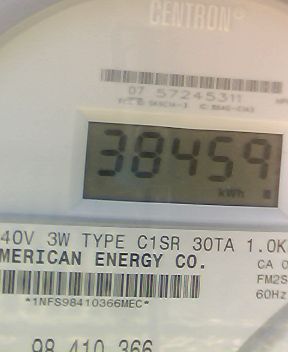 CENTRON®
07 57245311
38459
kWh
40V 3W TYPE C1SR 30TA 1.0K
MERICAN ENERGY CO.
CA 0
FM2S
60Hz
*1NFS98410366MEC*
98 410 366